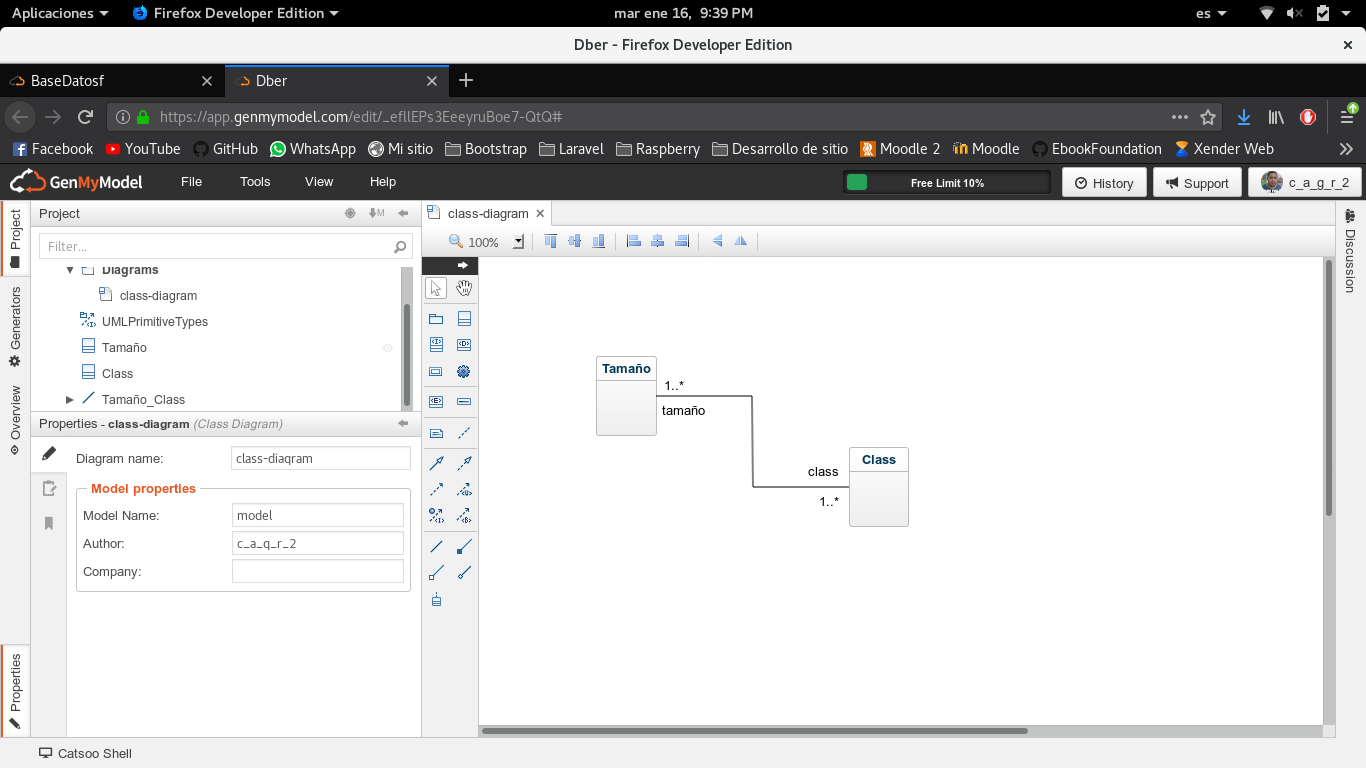 Aplicaciones Firefox Developer Edition mar ene 16, 9:39 PM es
Dber - Firefox Developer Edition
BaseDatosf Dber
https://app.genmymodel.com/edit/_efllEPs3EeeyruBoe7-QtQ#
Facebook YouTube GitHub WhatsApp Mi sitio Bootstrap Laravel Raspberry Desarrollo de sitio Moodle 2 Moodle EbookFoundation Xender Web
GenMyModel File Tools View Help Free Limit 10% History Support c_a_g_r_2
Project
Generators
Overview
Properties
Project M
Filter...
Diagrams
class-diagram
UMLPrimitiveTypes
Tamaño
Class
Tamaño_Class
Properties - class-diagram (Class Diagram)
Diagram name: class-diagram
Model properties
Model Name: model
Author: c_a_g_r_2
Company:
class-diagram
100%
Tamaño
1..*
tamaño
class
1..*
Class
Discussion
Catsoo Shell